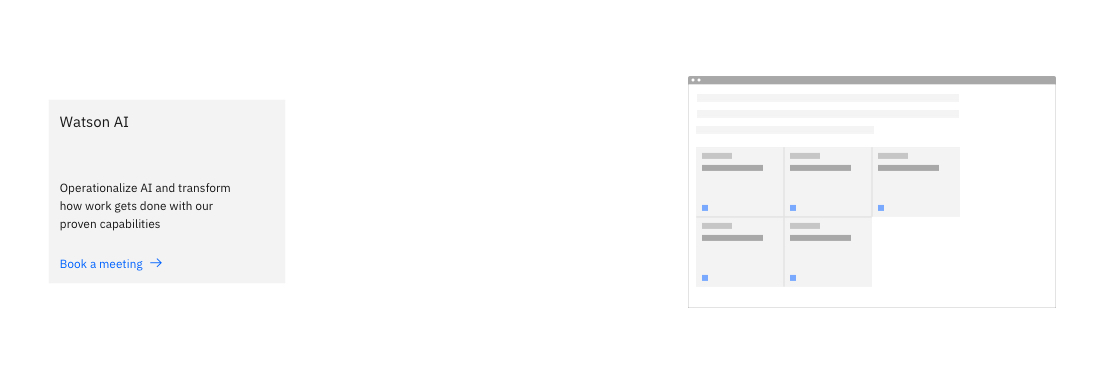 Watson AI
Operationalize AI and transform
how work gets done with our
proven capabilities
Book a meeting →